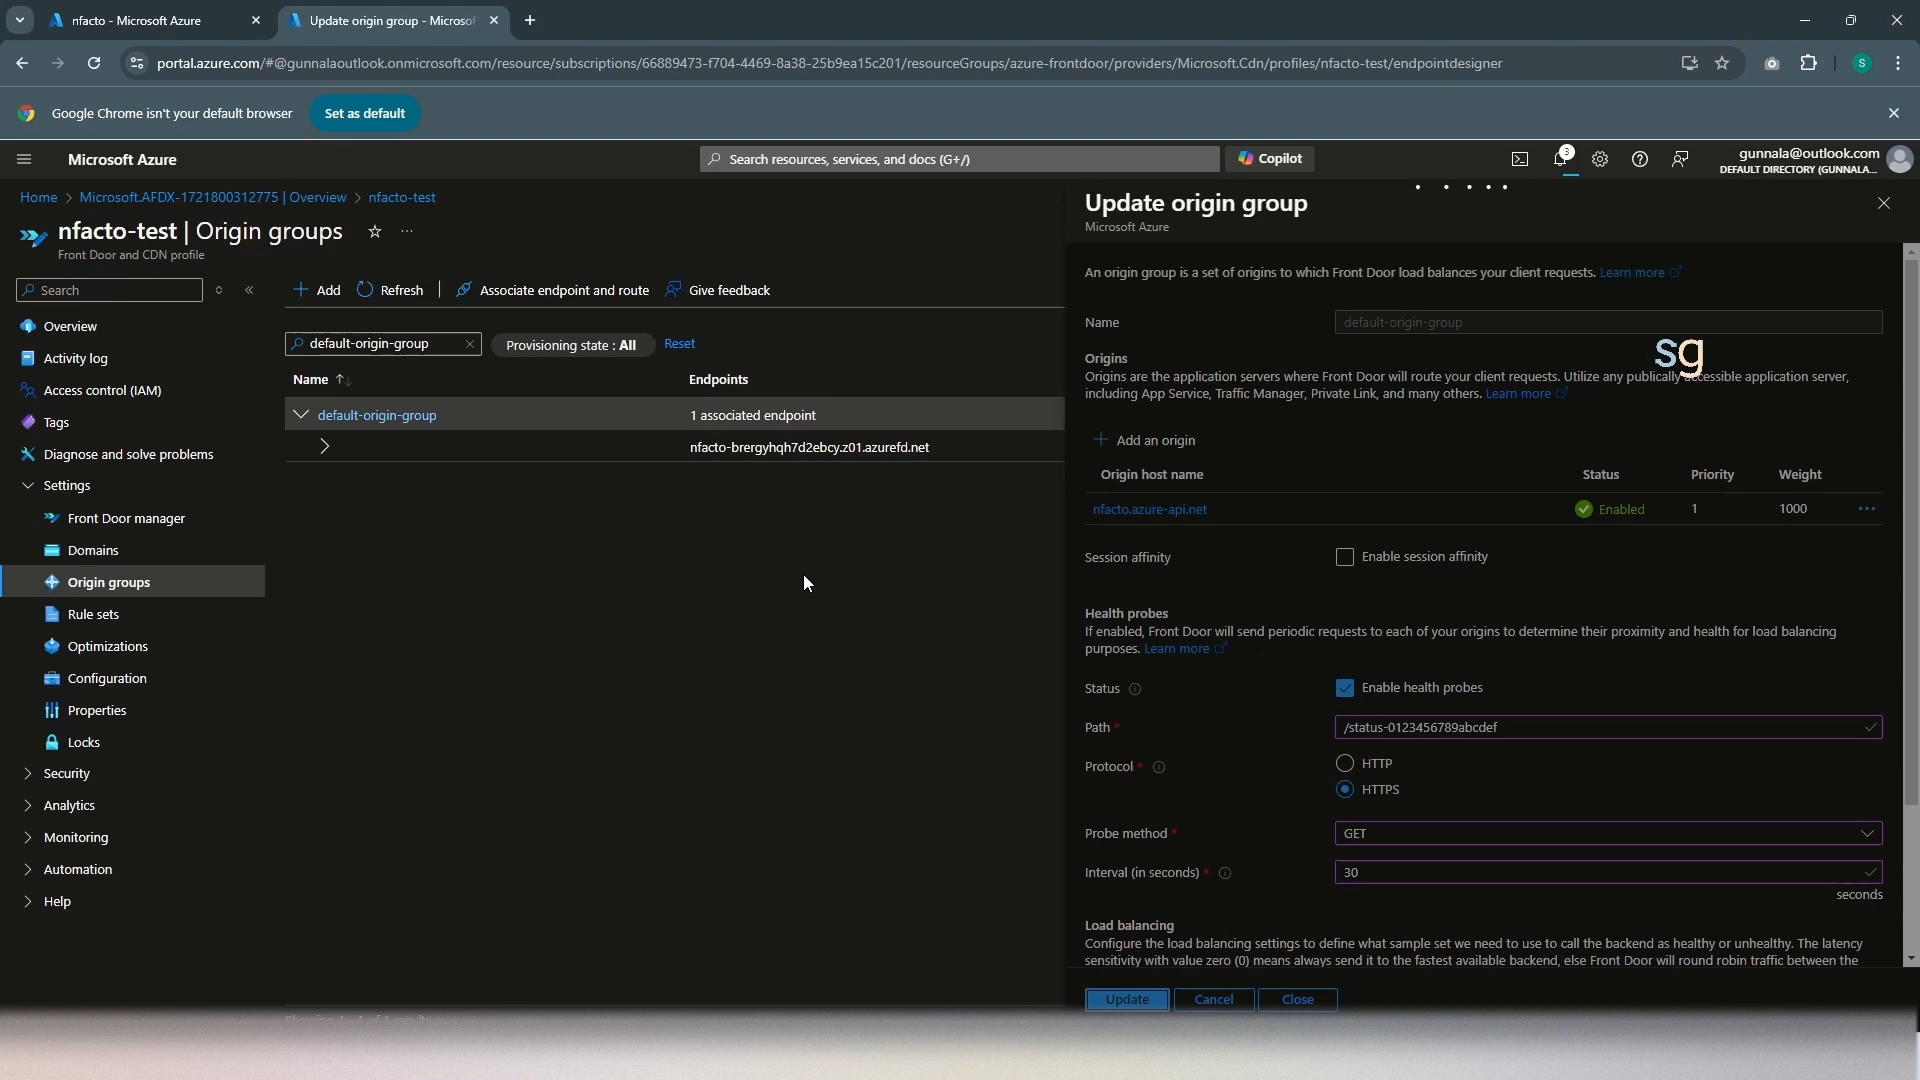 nfacto - Microsoft Azure
Update origin group - Microsof
Google Chrome isn't your default browser
Set as default
portal.azure.com/#@gunnalaoutlook.onmicrosoft.com/resource/subscriptions/66889473-f704-4469-8a38-25b9ea15c201/resourceGroups/azure-frontdoor/providers/Microsoft.Cdn/profiles/nfacto-test/endpointdesigner
S
Microsoft Azure
Search resources, services, and docs (G+/)
Copilot
3
gunnala@outlook.com
DEFAULT DIRECTORY (GUNNALA...
Home > Microsoft.AFDX-1721800312775 | Overview > nfacto-test
nfacto-test | Origin groups
Front Door and CDN profile
Search
Overview
Activity log
Access control (IAM)
Tags
Diagnose and solve problems
Settings
Front Door manager
Domains
Origin groups
Rule sets
Optimizations
Configuration
Properties
Locks
Security
Analytics
Monitoring
Automation
Help
Add
Refresh
Associate endpoint and route
Give feedback
default-origin-group
Provisioning state : All
Reset
Name
Endpoints
default-origin-group
1 associated endpoint
nfacto-brergyhqh7d2ebcy.z01.azurefd.net
Update origin group
Microsoft Azure
An origin group is a set of origins to which Front Door load balances your client requests. Learn more
Name
default-origin-group
sg
Origins
Origins are the application servers where Front Door will route your client requests. Utilize any publically accessible application server,
including App Service, Traffic Manager, Private Link, and many others. Learn more
Add an origin
Origin host name Status Priority Weight
nfacto.azure-api.net Enabled 1 1000
Session affinity
Enable session affinity
Health probes
If enabled, Front Door will send periodic requests to each of your origins to determine their proximity and health for load balancing
purposes. Learn more
Status
Enable health probes
Path *
/status-0123456789abcdef
Protocol *
HTTP
HTTPS
Probe method *
GET
Interval (in seconds) *
30
seconds
Load balancing
Configure the load balancing settings to define what sample set we need to use to call the backend as healthy or unhealthy. The latency
sensitivity with value zero (0) means always send it to the fastest available backend, else Front Door will round robin traffic between the
Update
Cancel
Close